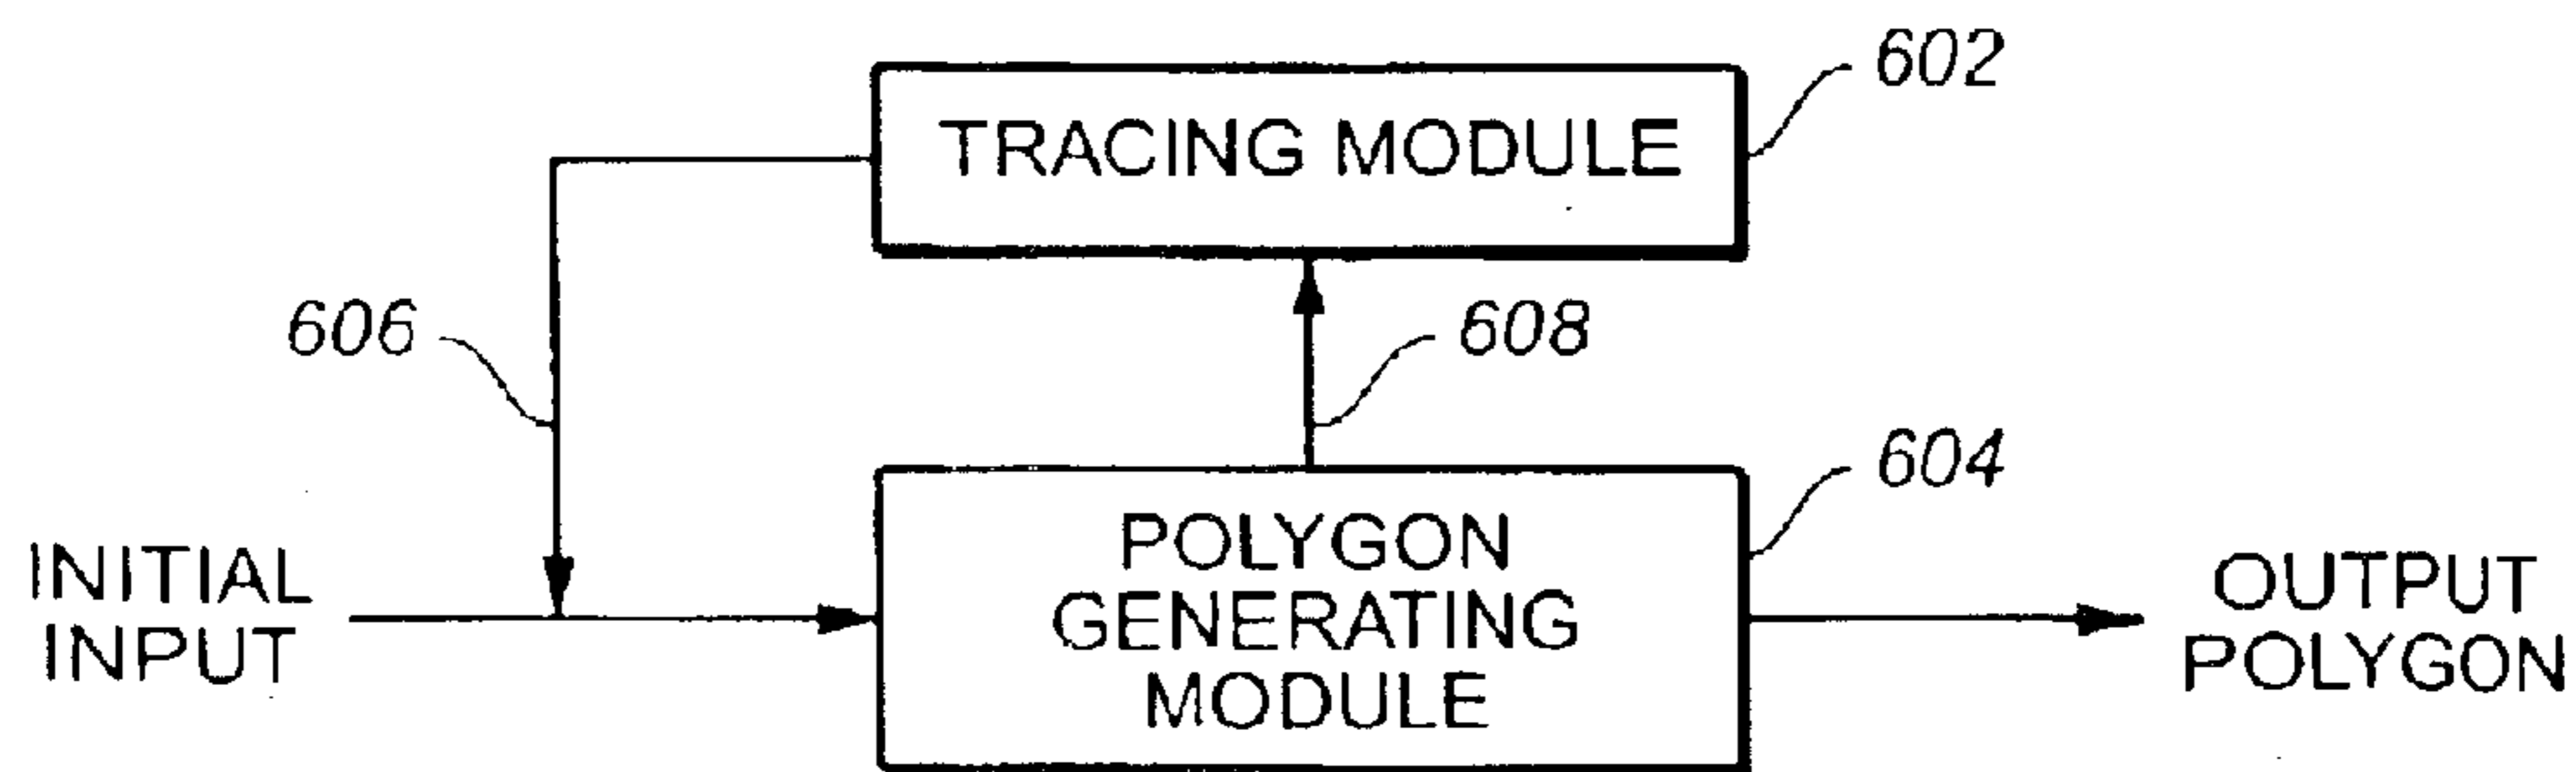 602
TRACING MODULE
606
608
604
INITIAL
INPUT
POLYGON
GENERATING
MODULE
OUTPUT
POLYGON